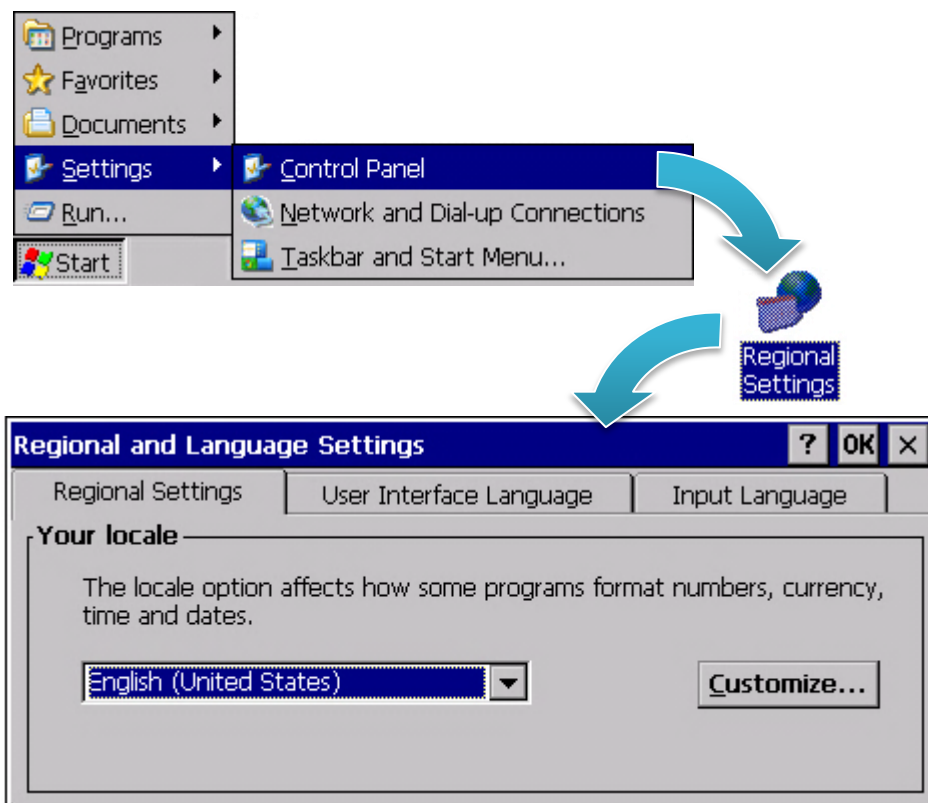 Programs
Favorites
Documents
Settings
Control Panel
Run...
Network and Dial-up Connections
Start
Taskbar and Start Menu...
Regional
Settings
Regional and Language Settings
? OK ×
Regional Settings
User Interface Language
Input Language
Your locale
The locale option affects how some programs format numbers, currency,
time and dates.
English (United States)
Customize...